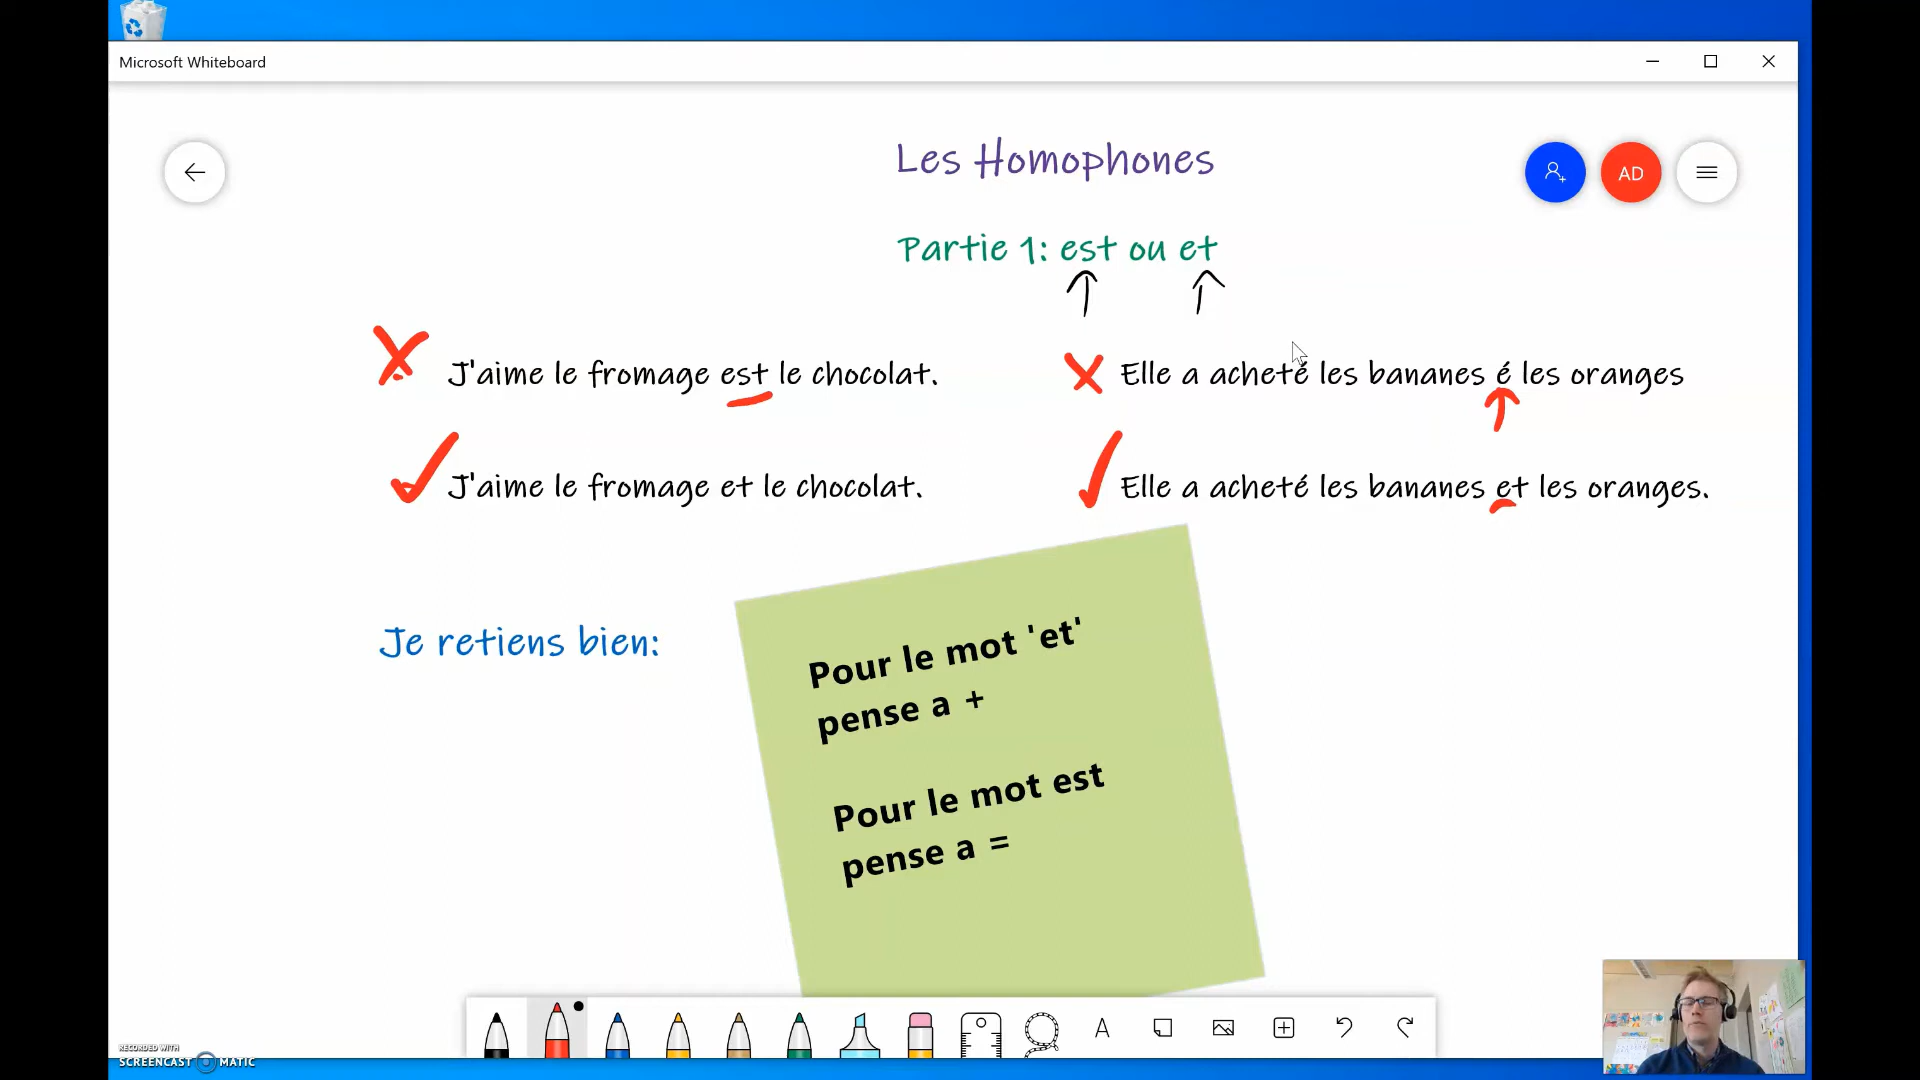 Microsoft Whiteboard
Les Homophones
AD
Partie 1: est ou et
J'aime le fromage est le chocolat.
Elle a acheté les bananes é les oranges
J'aime le fromage et le chocolat.
Elle a acheté les bananes et les oranges.
Je retiens bien:
Pour le mot 'et'
pense a +
Pour le mot est
pense a =
A
RECORDED WITH
SCREENCAST MATIC